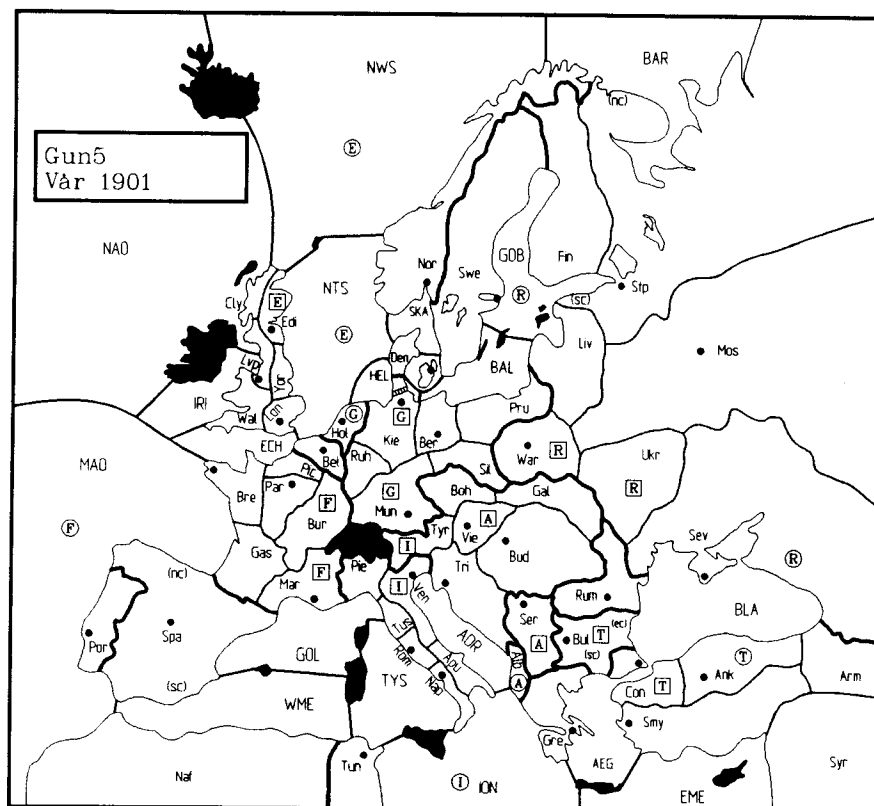 NWS
BAR
(nc)
E
Gun5
Vår 1901
NAO
NTS
Nor
Swe
GOB
Fin
Stp
(sc)
R
Cly
E
Edi
E
SKA
Mos
Lvp
Yor
Den
BAL
Liv
HEL
IRI
Wal
Lon
G
Hol
G
Kie
Ber
Pru
War
R
Ukr
ECH
Bel
Ruh
Sil
R
MAO
Pic
Par
Bre
F
Bur
G
Mun
Boh
Gal
Sev
F
A
Tyr
Vie
Bud
R
Gas
I
Mar
F
Pie
I
Ven
Tri
Rum
BLA
(nc)
Ser
(ec)
Por
Spa
GOL
Tus
ADR
Bul
T
A
(sc)
T
Rom
Apu
Alb
Con
T
Ank
Arm
(sc)
TYS
Nap
A
WME
Smy
Gre
AEG
Naf
Tun
I
ION
EME
Syr